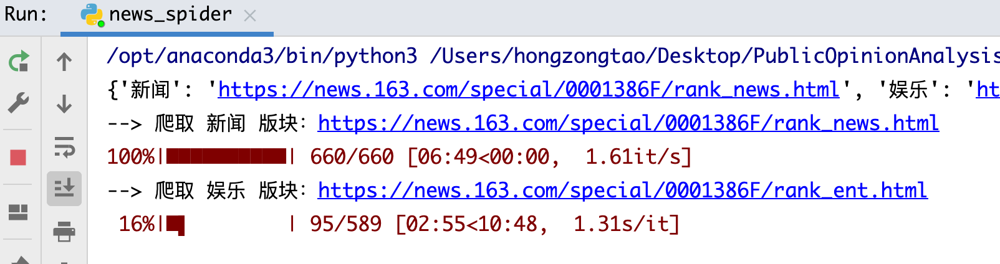 Run: news_spider
/opt/anaconda3/bin/python3 /Users/hongzongtao/Desktop/PublicOpinionAnalysis
{'新闻': 'https://news.163.com/special/0001386F/rank_news.html', '娱乐': 'ht
--> 爬取 新闻 版块: https://news.163.com/special/0001386F/rank_news.html
100%|██████████| 660/660 [06:49<00:00,  1.61it/s]
--> 爬取 娱乐 版块: https://news.163.com/special/0001386F/rank_ent.html
 16%|█▌        | 95/589 [02:55<10:48,  1.31s/it]